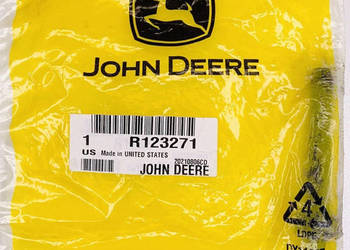 JOHN DEERE
1 R123271
US Made in UNITED STATES
20210806CD
JOHN DEERE
4
LDPE